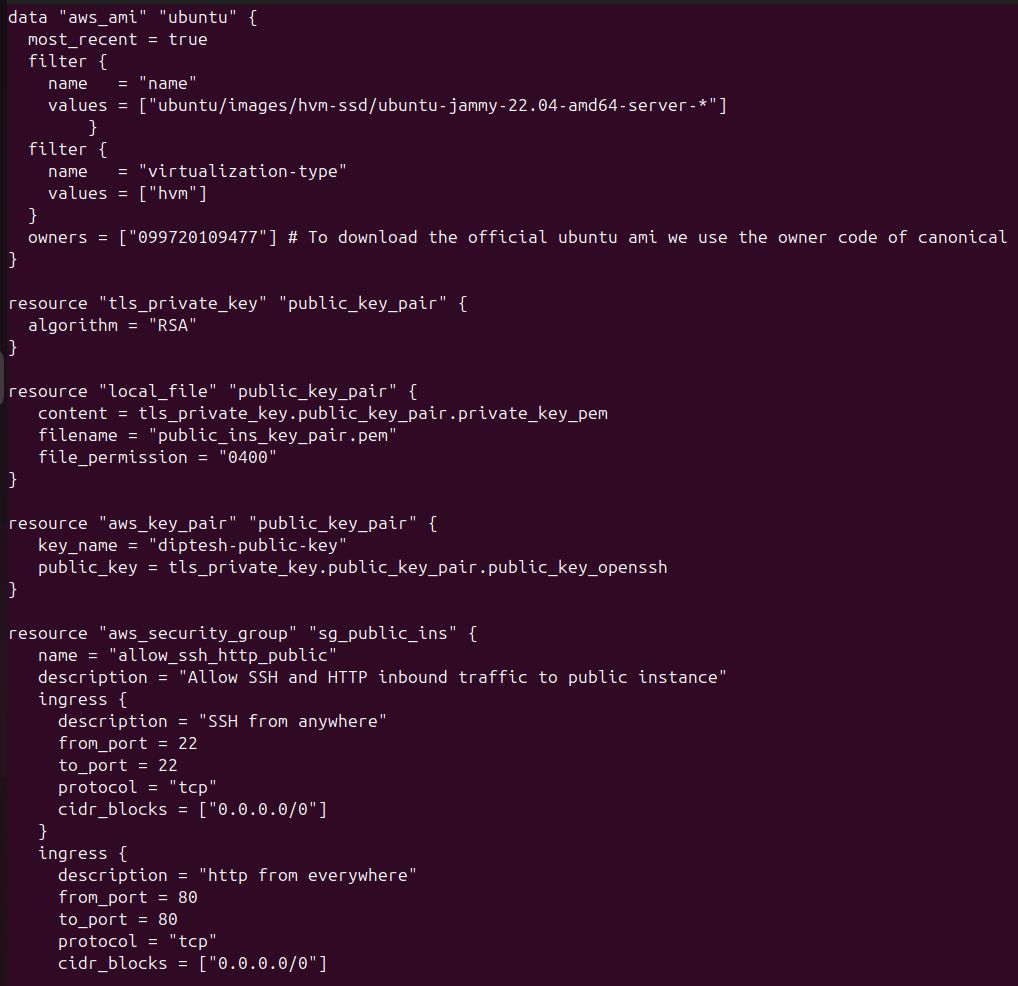 data "aws_ami" "ubuntu" {
  most_recent = true
  filter {
    name   = "name"
    values = ["ubuntu/images/hvm-ssd/ubuntu-jammy-22.04-amd64-server-*"]
        }
  filter {
    name   = "virtualization-type"
    values = ["hvm"]
  }
  owners = ["099720109477"] # To download the official ubuntu ami we use the owner code of canonical
}

resource "tls_private_key" "public_key_pair" {
  algorithm = "RSA"
}

resource "local_file" "public_key_pair" {
   content = tls_private_key.public_key_pair.private_key_pem
   filename = "public_ins_key_pair.pem"
   file_permission = "0400"
}

resource "aws_key_pair" "public_key_pair" {
   key_name = "diptesh-public-key"
   public_key = tls_private_key.public_key_pair.public_key_openssh
}

resource "aws_security_group" "sg_public_ins" {
   name = "allow_ssh_http_public"
   description = "Allow SSH and HTTP inbound traffic to public instance"
   ingress {
     description = "SSH from anywhere"
     from_port = 22
     to_port = 22
     protocol = "tcp"
     cidr_blocks = ["0.0.0.0/0"]
   }
   ingress {
     description = "http from everywhere"
     from_port = 80
     to_port = 80
     protocol = "tcp"
     cidr_blocks = ["0.0.0.0/0"]